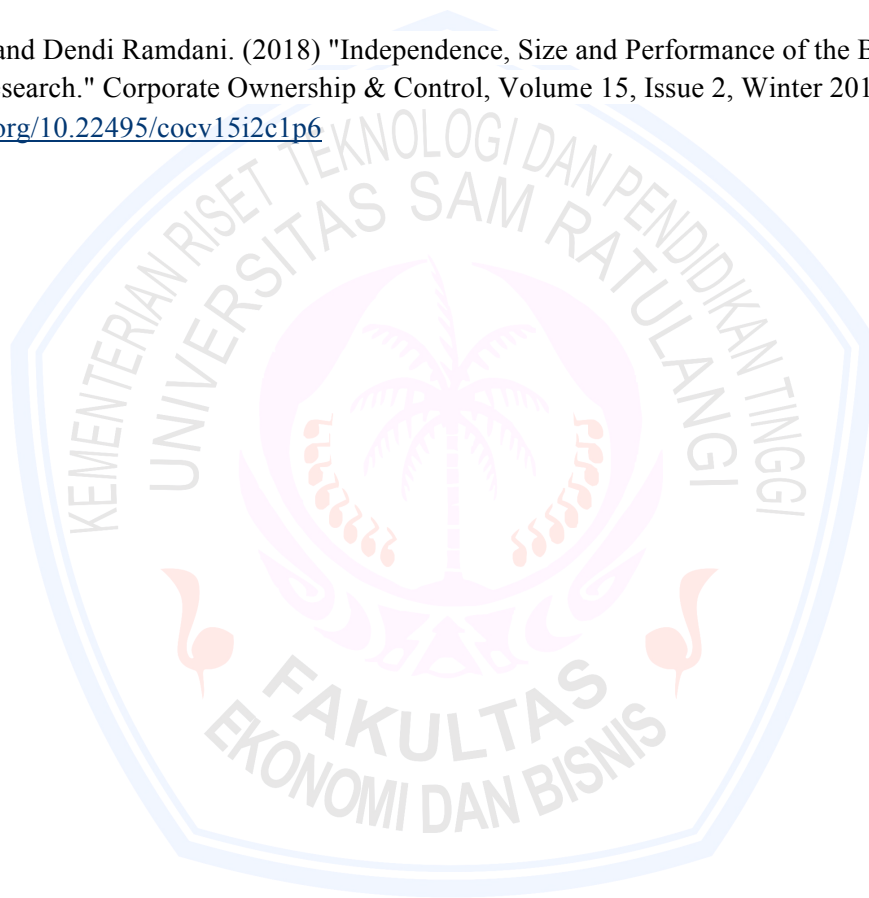 and Dendi Ramdani. (2018) "Independence, Size and Performance of the
search." Corporate Ownership & Control, Volume 15, Issue 2, Winter 201
org/10.22495/cocv15i2c1p6
KEMENTERIAN RISET TEKNOLOGI DAN PENDIDIKAN TINGGI
UNIVERSITAS SAM RATULANGI
FAKULTAS
EKONOMI DAN BISNIS